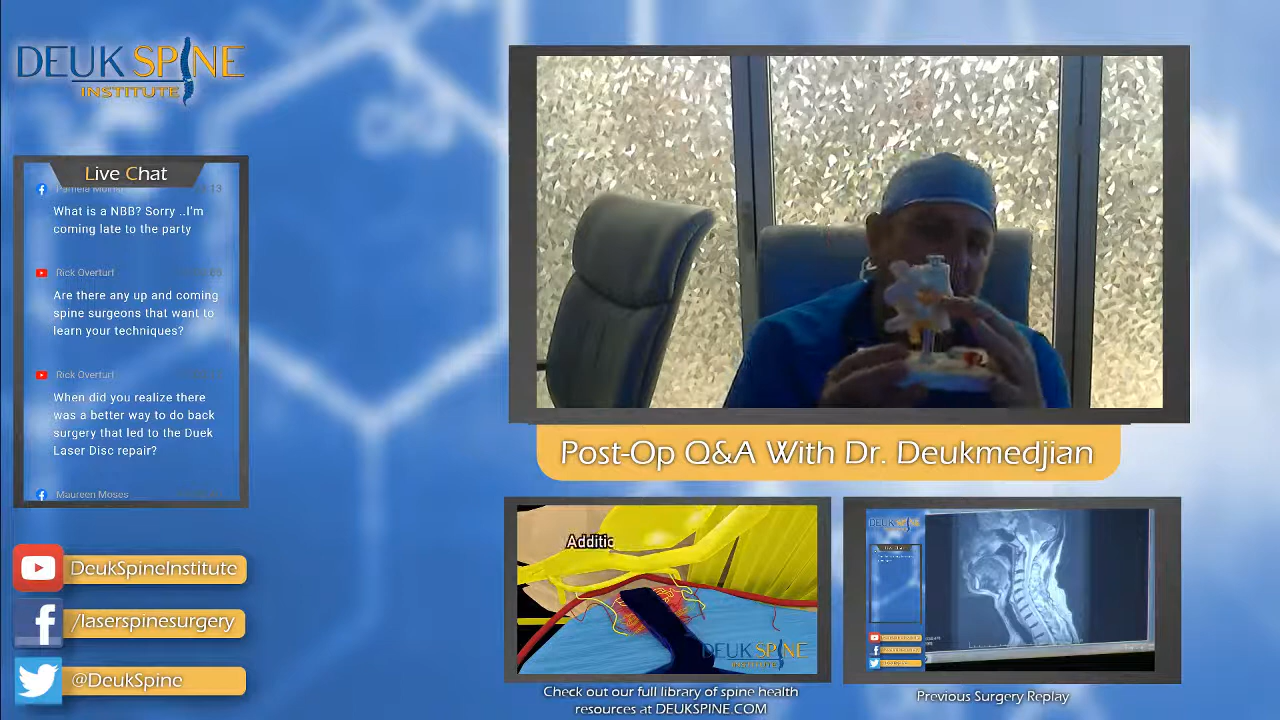 DEUK SPINE
INSTITUTE
Live Chat
What is a NBB? Sorry ..I'm
coming late to the party
Rick Overturf
Are there any up and coming
spine surgeons that want to
learn your techniques?
Rick Overturf
When did you realize there
was a better way to do back
surgery that led to the Duek
Laser Disc repair?
Maureen Moses
DeukSpineInstitute
/laserspinesurgery
@DeukSpine
Post-Op Q&A With Dr. Deukmedjian
Additic
DEUK SPINE
INSTITUTE
Check out our full library of spine health
resources at DEUKSPINE.COM
DEUK SPINE
Previous Surgery Replay